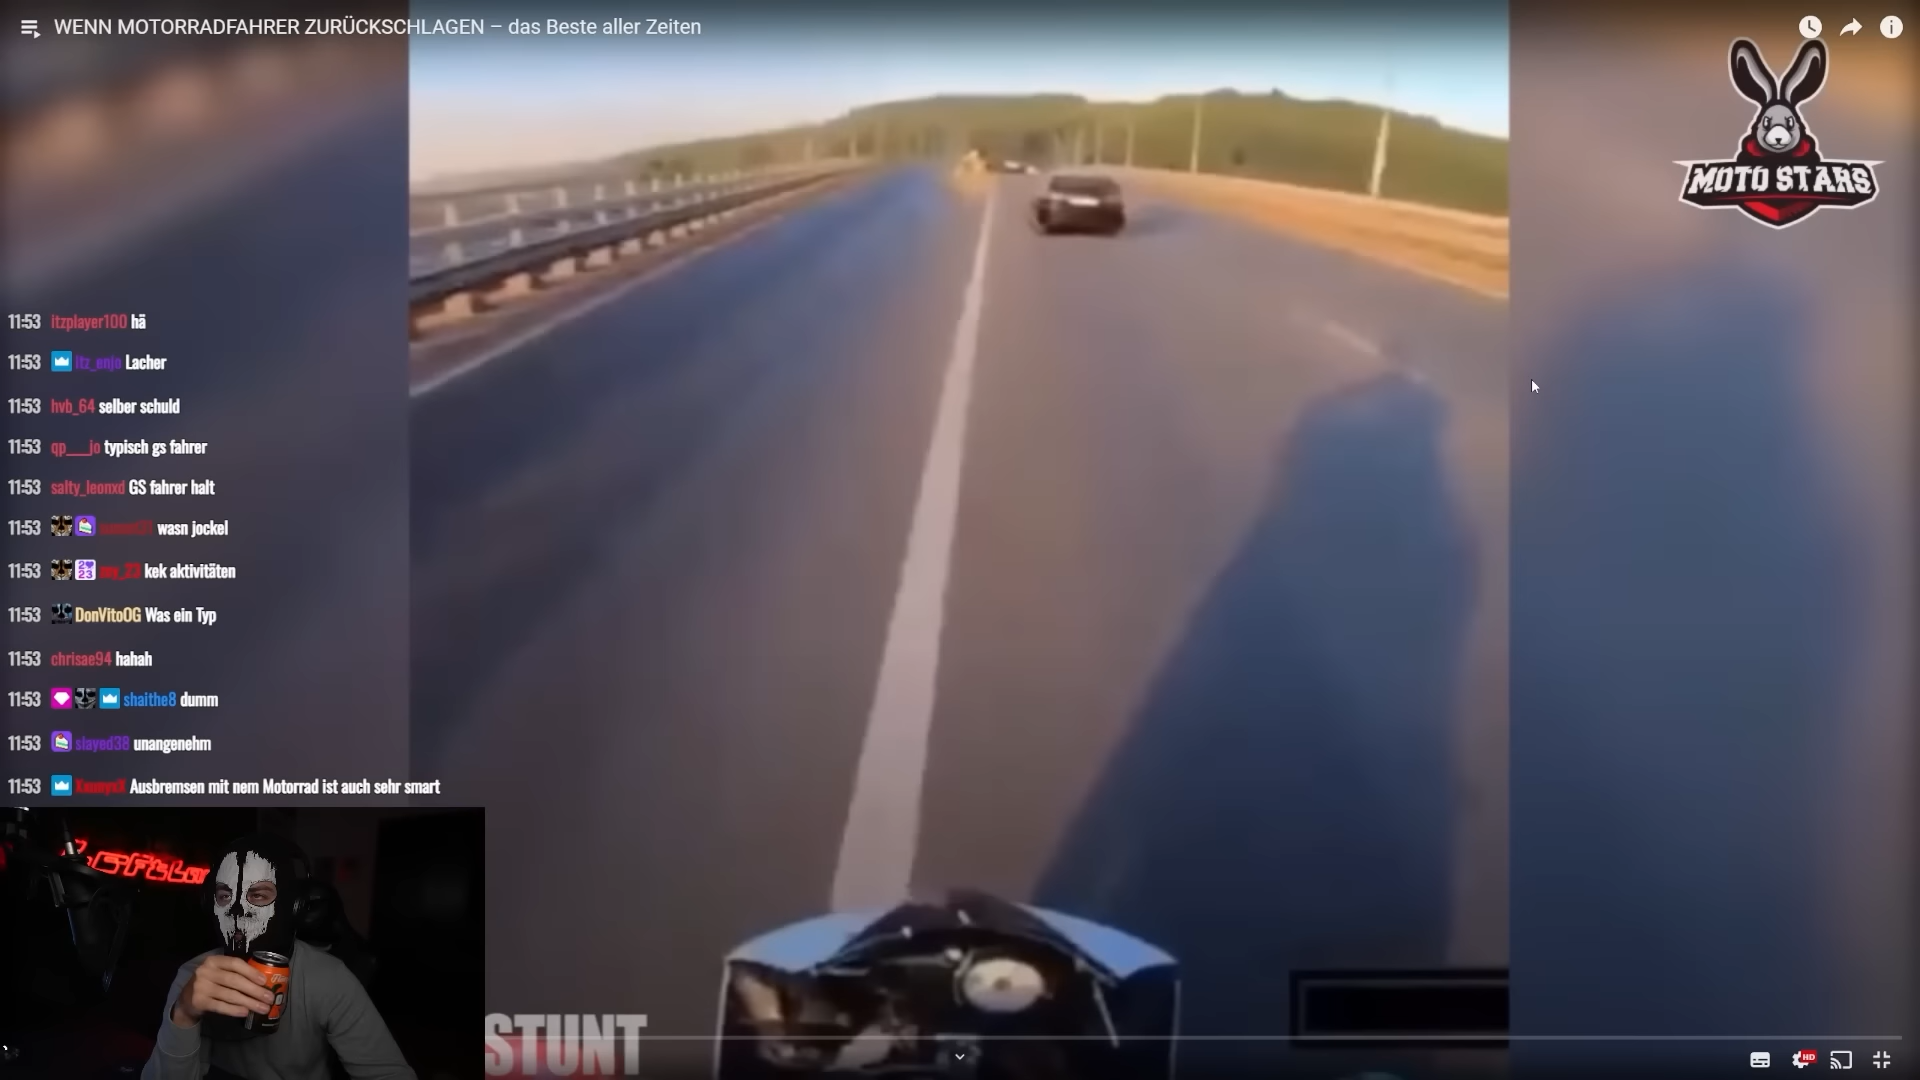 WENN MOTORRADFAHRER ZURÜCKSCHLAGEN – das Beste aller Zeiten
MOTO STARS
11:53 itzplayer100 hä
11:53 itz_enjo Lacher
11:53 hvb_64 selber schuld
11:53 qp___jo typisch gs fahrer
11:53 salty_leonxd GS fahrer halt
11:53 wasn jockel
11:53 kek aktivitäten
11:53 DonVitoOG Was ein Typ
11:53 chrisae94 hahah
11:53 shaithe8 dumm
11:53 slayed38 unangenehm
11:53 Ausbremsen mit nem Motorrad ist auch sehr smart
STUNT
HD